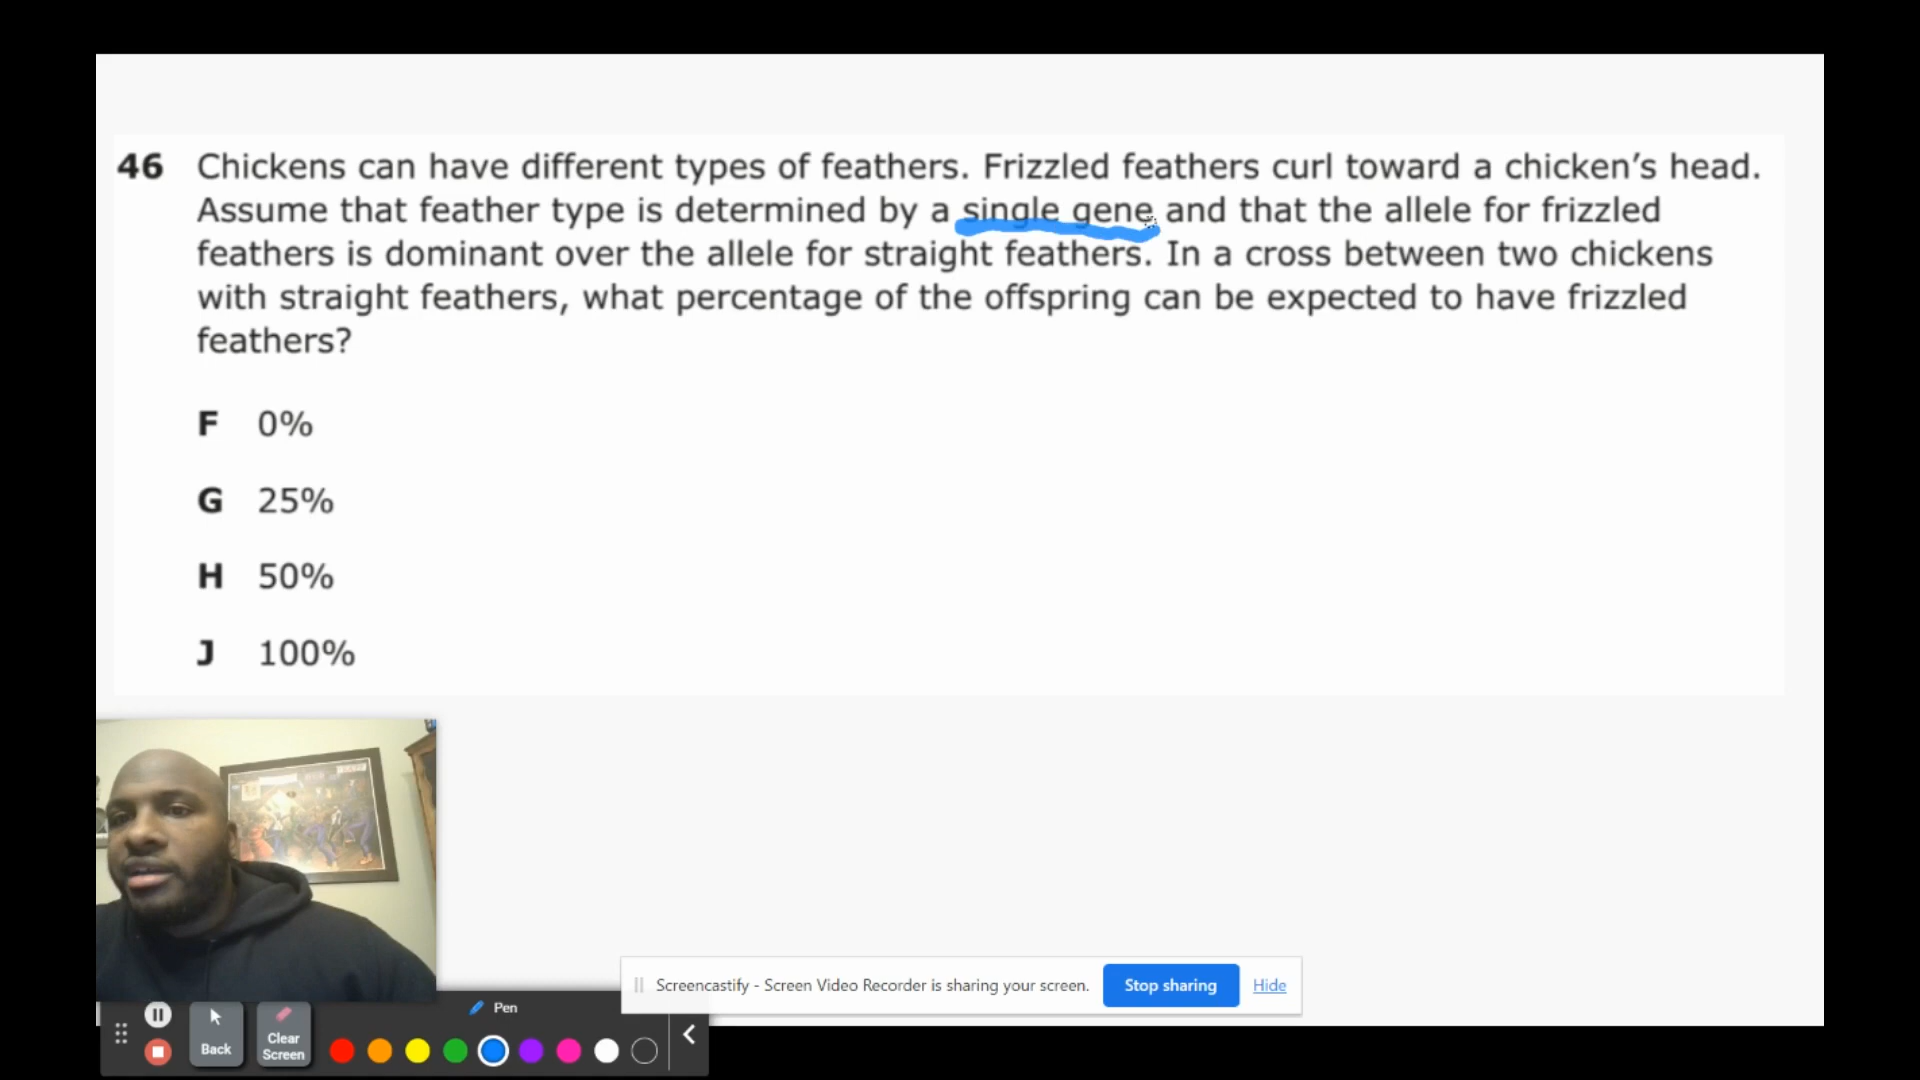 46 Chickens can have different types of feathers. Frizzled feathers curl toward a chicken's head.
Assume that feather type is determined by a single gene and that the allele for frizzled
feathers is dominant over the allele for straight feathers. In a cross between two chickens
with straight feathers, what percentage of the offspring can be expected to have frizzled
feathers?
F 0%
G 25%
H 50%
J 100%
Screencastify - Screen Video Recorder is sharing your screen. Stop sharing Hide
Pen
Back
Clear
Screen